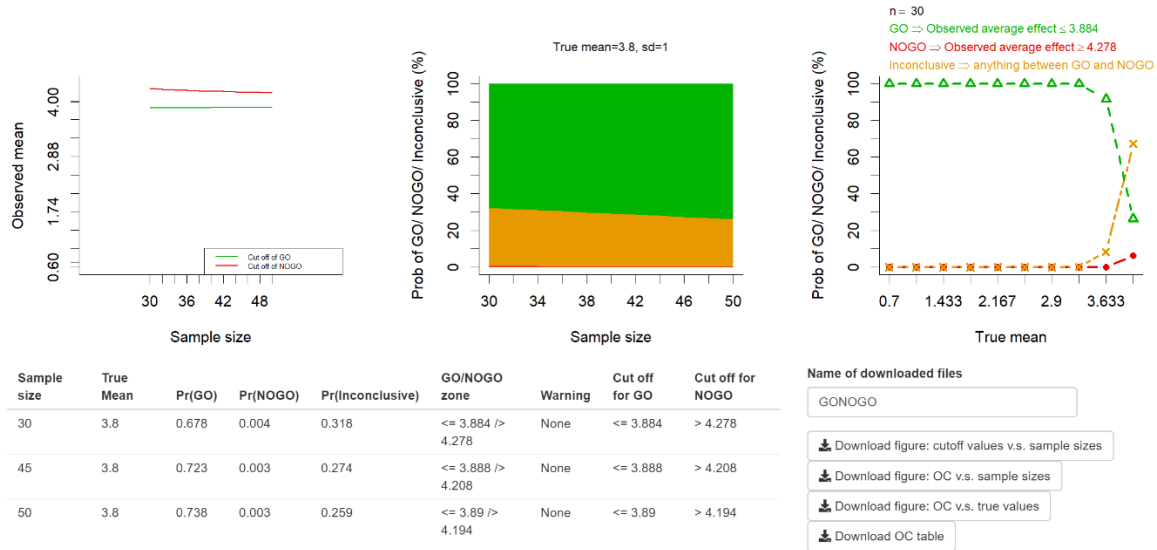 Observed mean
4.00
2.88
1.74
0.60
Cut off of GO
Cut off of NOGO
30 36 42 48
Sample size
True mean=3.8, sd=1
Prob of GO/ NOGO/ Inconclusive (%)
100
80
60
40
20
0
30 34 38 42 46 50
Sample size
n = 30
GO ⇒ Observed average effect ≤ 3.884
NOGO ⇒ Observed average effect ≥ 4.278
Inconclusive ⇒ anything between GO and NOGO
Prob of GO/ NOGO/ Inconclusive (%)
100
80
60
40
20
0
0.7 1.433 2.167 2.9 3.633
True mean
Sample size True Mean Pr(GO) Pr(NOGO) Pr(Inconclusive) GO/NOGO zone Warning Cut off for GO Cut off for NOGO
30 3.8 0.678 0.004 0.318 <= 3.884 /> 4.278 None <= 3.884 > 4.278
45 3.8 0.723 0.003 0.274 <= 3.888 /> 4.208 None <= 3.888 > 4.208
50 3.8 0.738 0.003 0.259 <= 3.89 /> 4.194 None <= 3.89 > 4.194
Name of downloaded files
GONOGO
Download figure: cutoff values v.s. sample sizes
Download figure: OC v.s. sample sizes
Download figure: OC v.s. true values
Download OC table